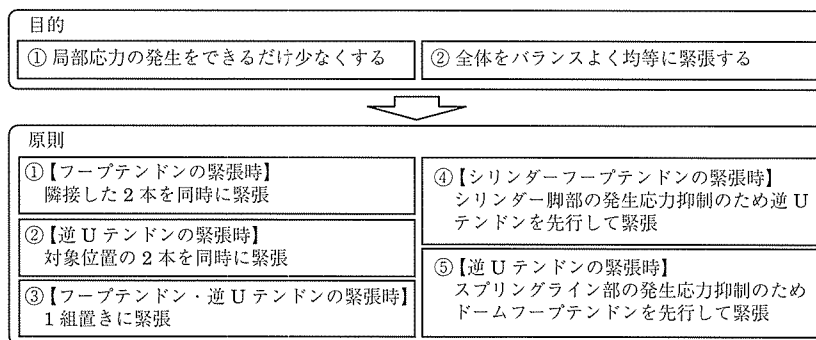 目的
① 局部応力の発生をできるだけ少なくする
② 全体をバランスよく均等に緊張する
原則
①【フープテンドンの緊張時】
隣接した2本を同時に緊張
②【逆Uテンドンの緊張時】
対象位置の2本を同時に緊張
③【フープテンドン・逆Uテンドンの緊張時】
1組置きに緊張
④【シリンダーフープテンドンの緊張時】
シリンダー脚部の発生応力抑制のため逆U
テンドンを先行して緊張
⑤【逆Uテンドンの緊張時】
スプリングライン部の発生応力抑制のため
ドームフープテンドンを先行して緊張